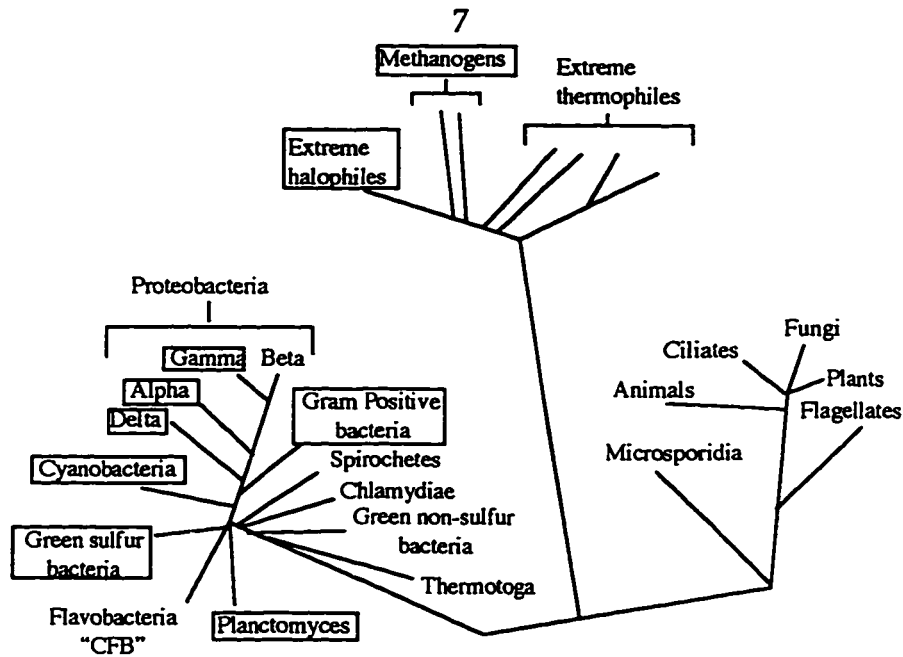 7
Methanogens
Extreme
thermophiles
Extreme
halophiles
Proteobacteria
Gamma
Beta
Alpha
Delta
Gram Positive
bacteria
Cyanobacteria
Spirochetes
Chlamydiae
Green non-sulfur
bacteria
Green sulfur
bacteria
Thermotoga
Flavobacteria
"CFB"
Planctomyces
Fungi
Ciliates
Plants
Animals
Flagellates
Microsporidia